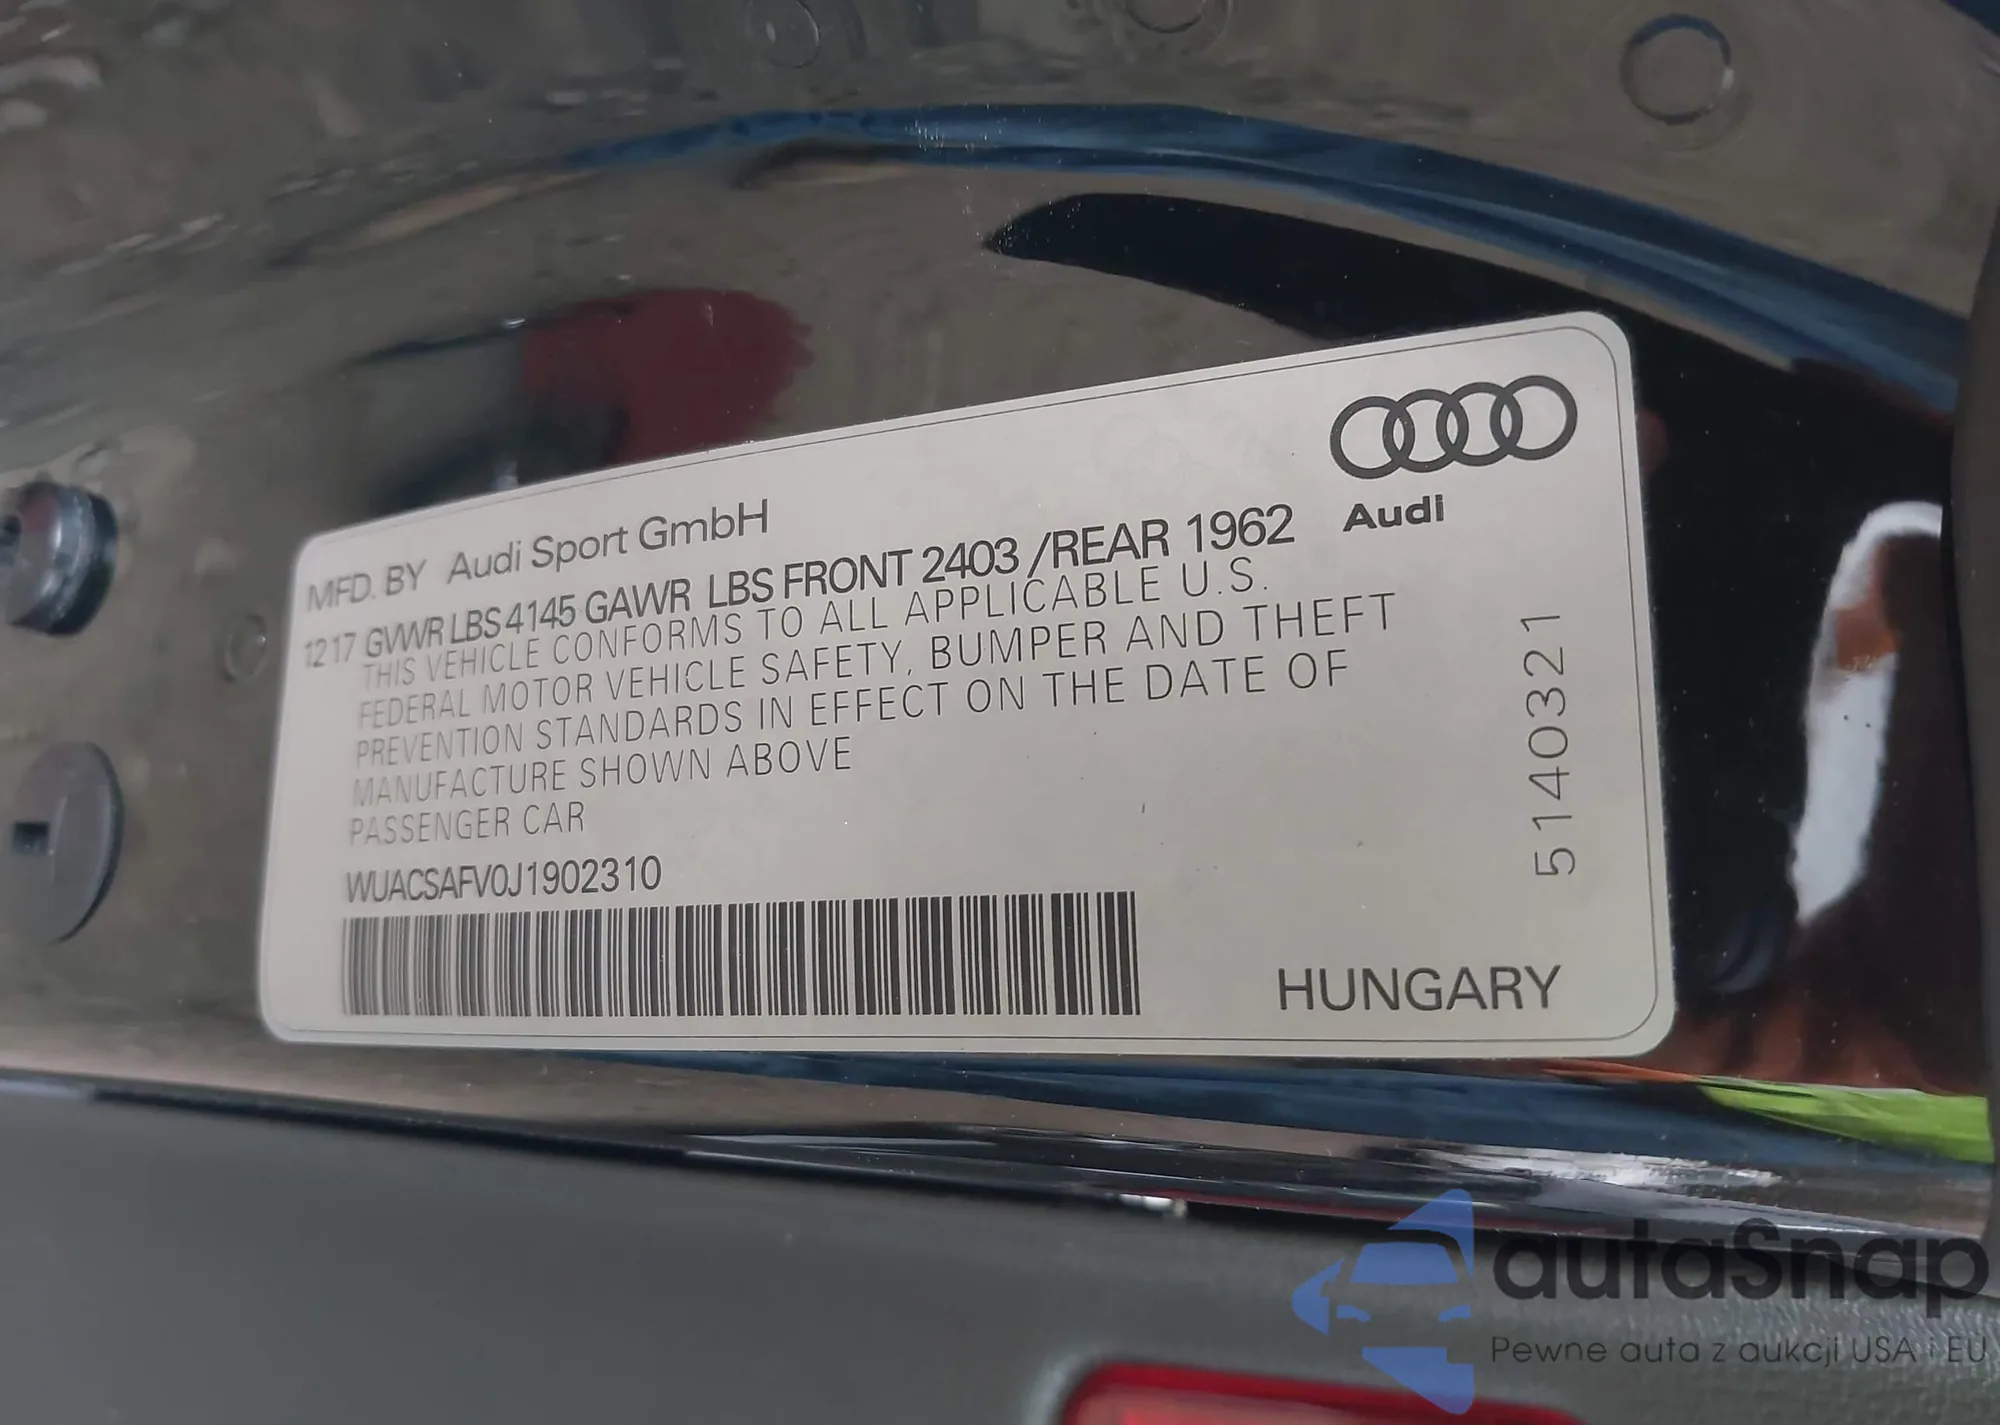 MFD. BY Audi Sport GmbH
Audi
1217 GVWR LBS 4145 GAWR LBS FRONT 2403 /REAR 1962
THIS VEHICLE CONFORMS TO ALL APPLICABLE U.S.
FEDERAL MOTOR VEHICLE SAFETY, BUMPER AND THEFT
PREVENTION STANDARDS IN EFFECT ON THE DATE OF
MANUFACTURE SHOWN ABOVE
PASSENGER CAR
WUACSAFV0J1902310
5140321
HUNGARY
autaSnap
Pewne auta z aukcji USA i EU